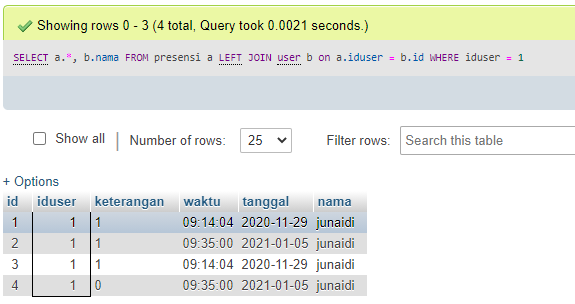 Showing rows 0 - 3 (4 total, Query took 0.0021 seconds.)
SELECT a.*, b.nama FROM presensi a LEFT JOIN user b on a.iduser = b.id WHERE iduser = 1
Show all | Number of rows: 25 Filter rows: Search this table
+ Options
id iduser keterangan waktu tanggal nama
1 1 1 09:14:04 2020-11-29 junaidi
2 1 1 09:35:00 2021-01-05 junaidi
3 1 1 09:14:04 2020-11-29 junaidi
4 1 0 09:35:00 2021-01-05 junaidi